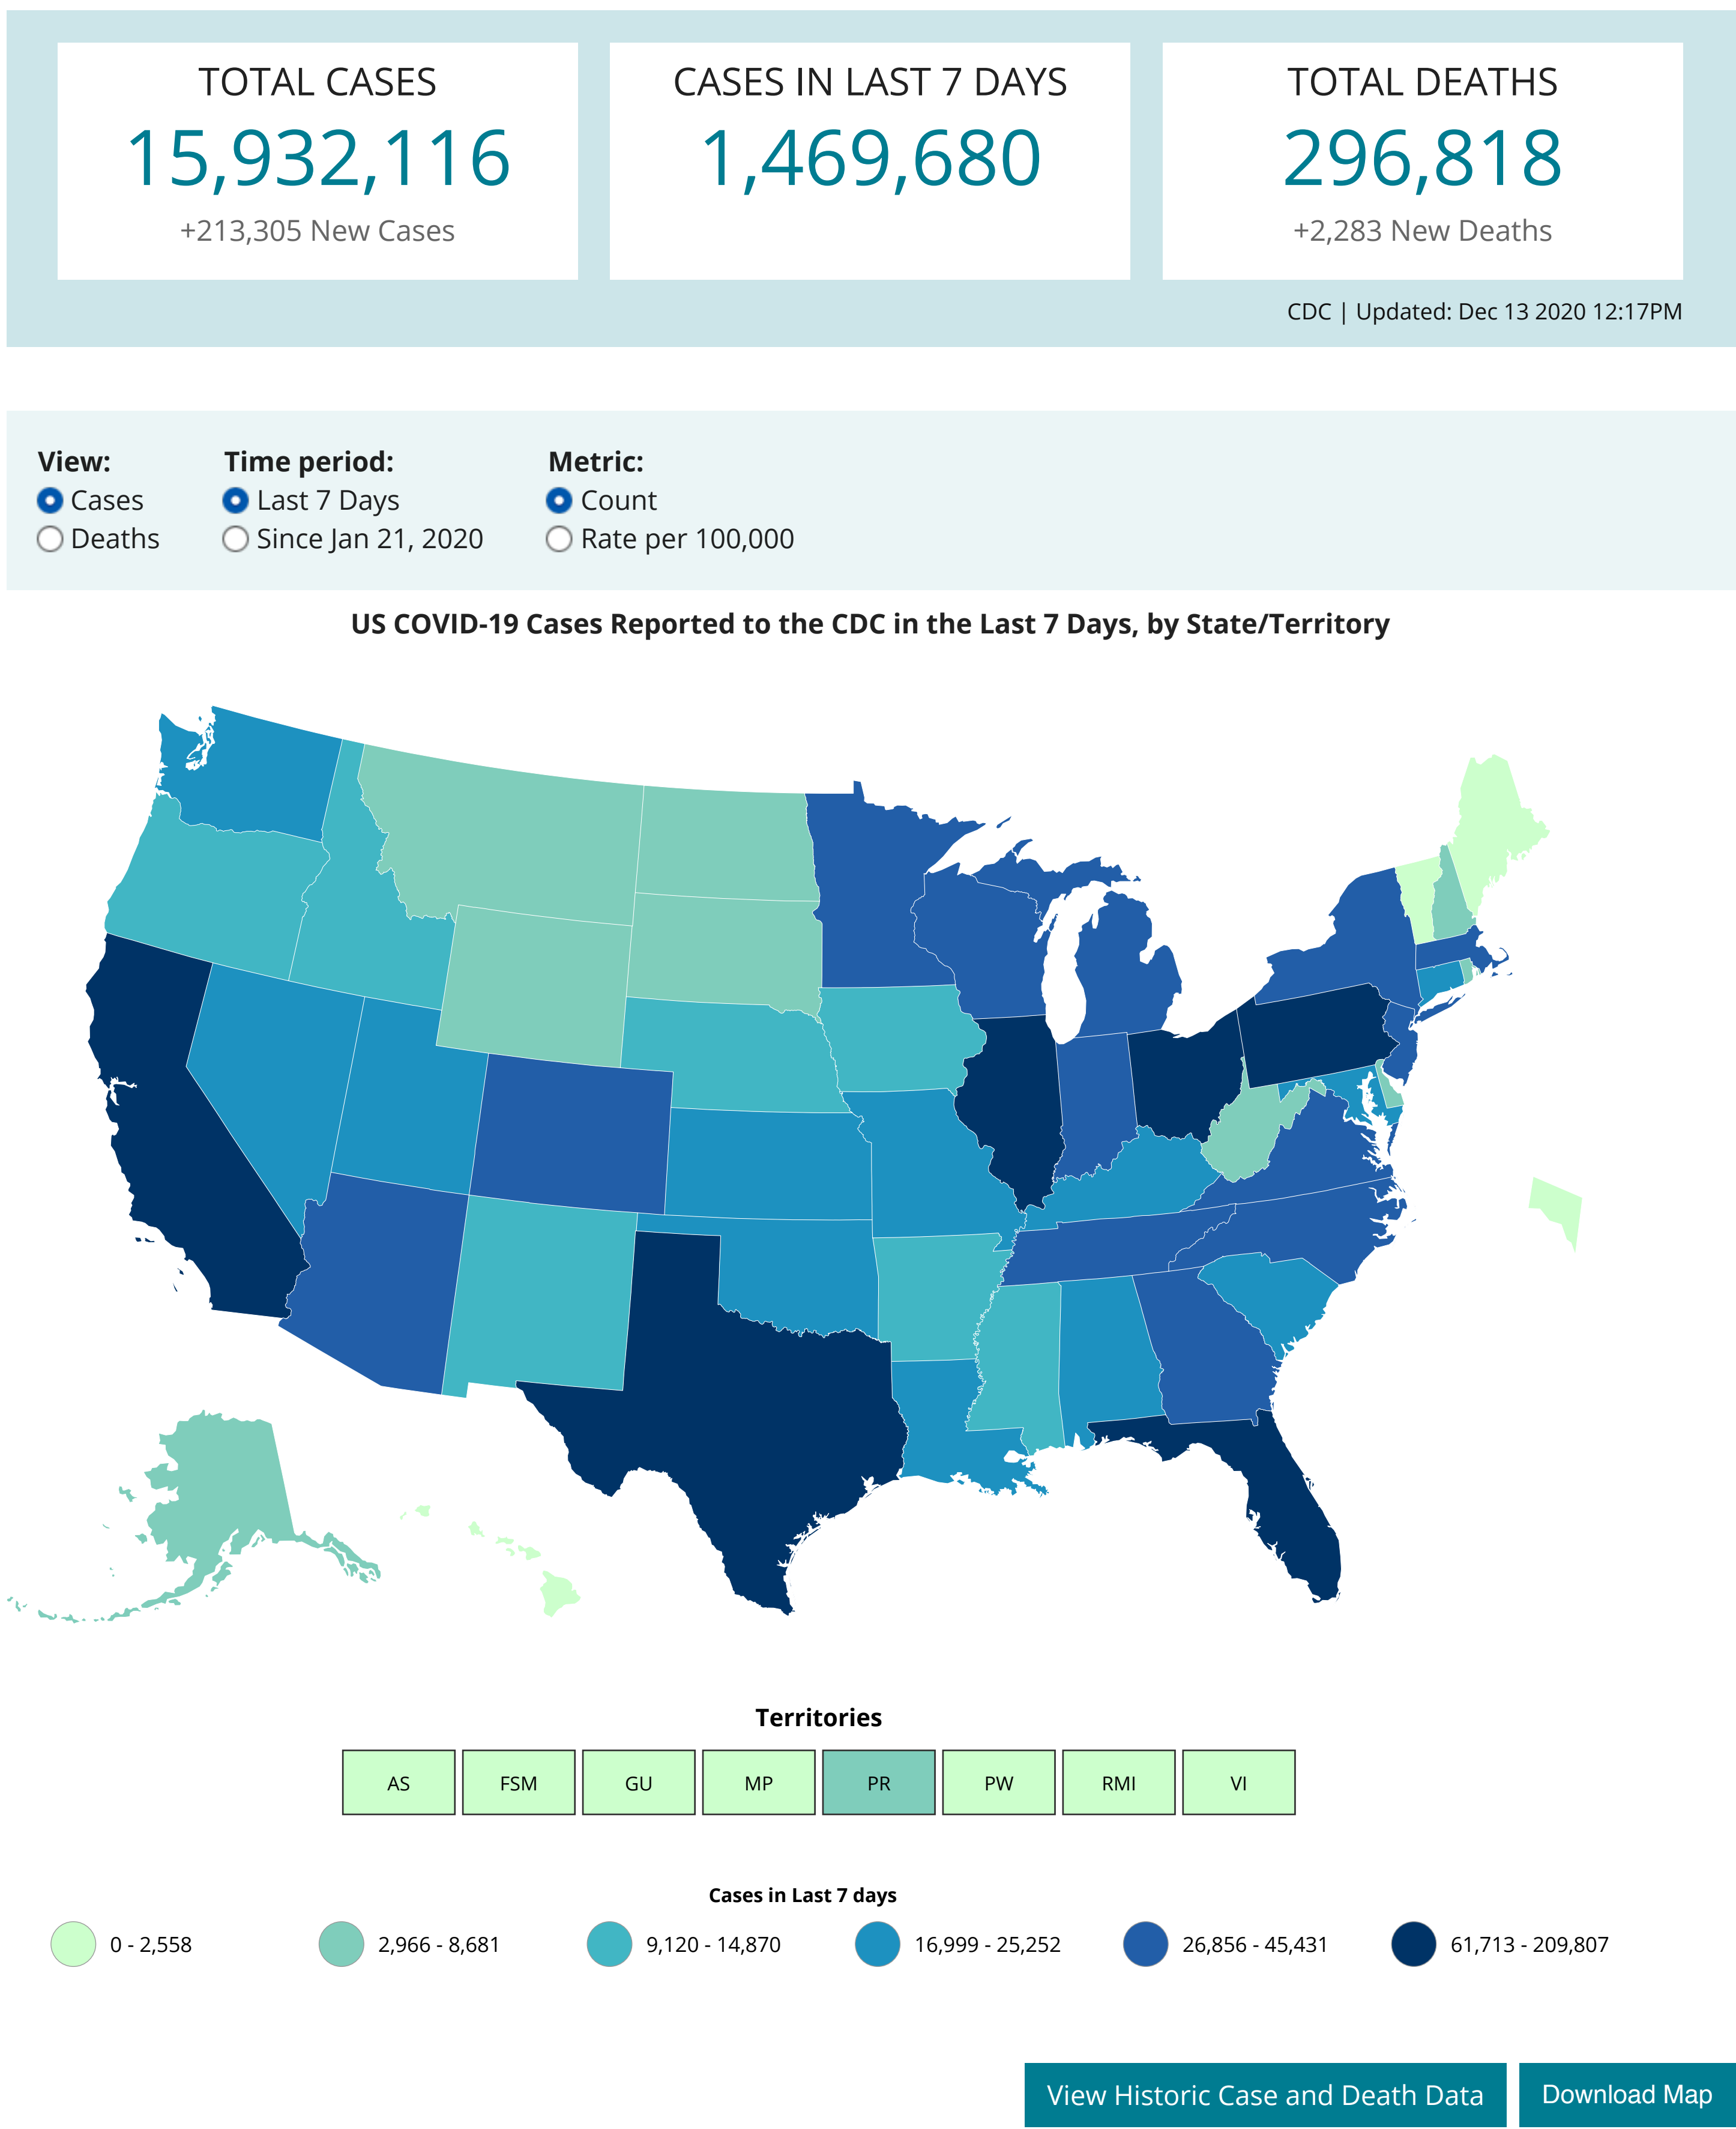 TOTAL CASES
15,932,116
+213,305 New Cases
CASES IN LAST 7 DAYS
1,469,680
TOTAL DEATHS
296,818
+2,283 New Deaths
CDC | Updated: Dec 13 2020 12:17PM
View:
Cases
Deaths
Time period:
Last 7 Days
Since Jan 21, 2020
Metric:
Count
Rate per 100,000
US COVID-19 Cases Reported to the CDC in the Last 7 Days, by State/Territory
Territories
AS FSM GU MP PR PW RMI VI
Cases in Last 7 days
0 - 2,558 2,966 - 8,681 9,120 - 14,870 16,999 - 25,252 26,856 - 45,431 61,713 - 209,807
View Historic Case and Death Data Download Map